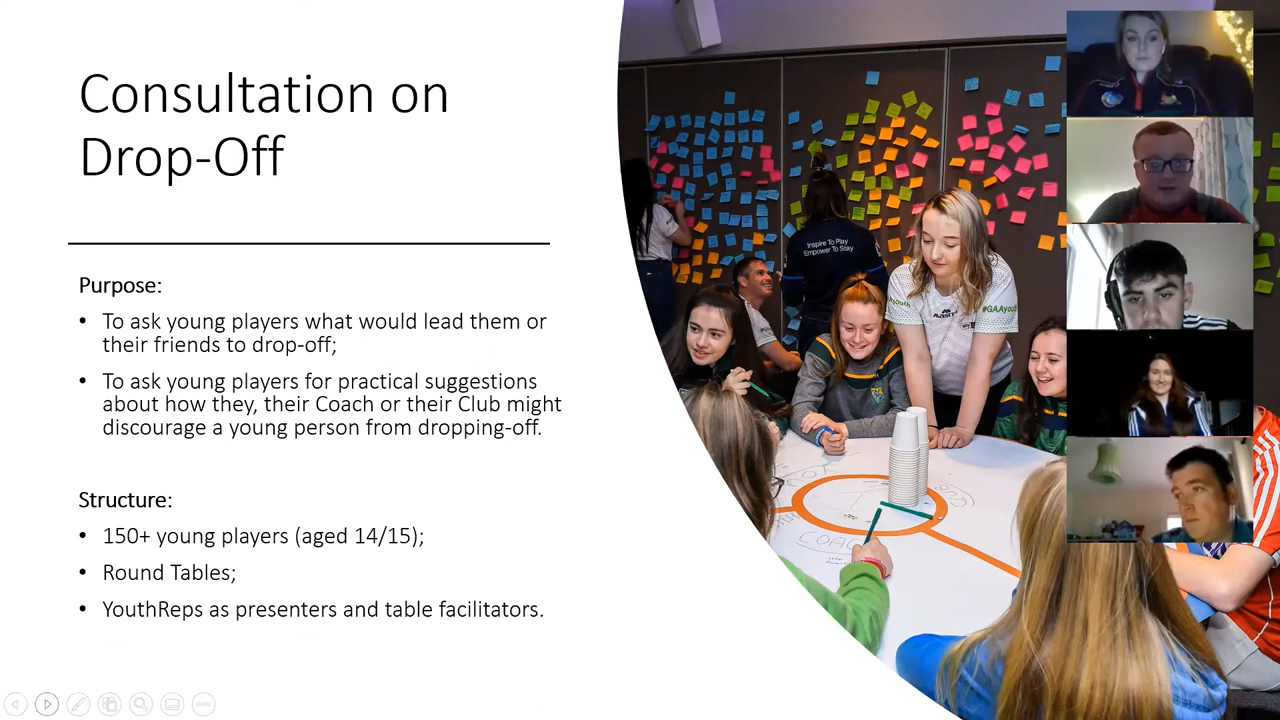 Consultation on
Drop-Off
Purpose:
• To ask young players what would lead them or
their friends to drop-off;
• To ask young players for practical suggestions
about how they, their Coach or their Club might
discourage a young person from dropping-off.
Structure:
• 150+ young players (aged 14/15);
• Round Tables;
• YouthReps as presenters and table facilitators.
Inspire To Play
Empower To Stay
#GAAyouth
COACH